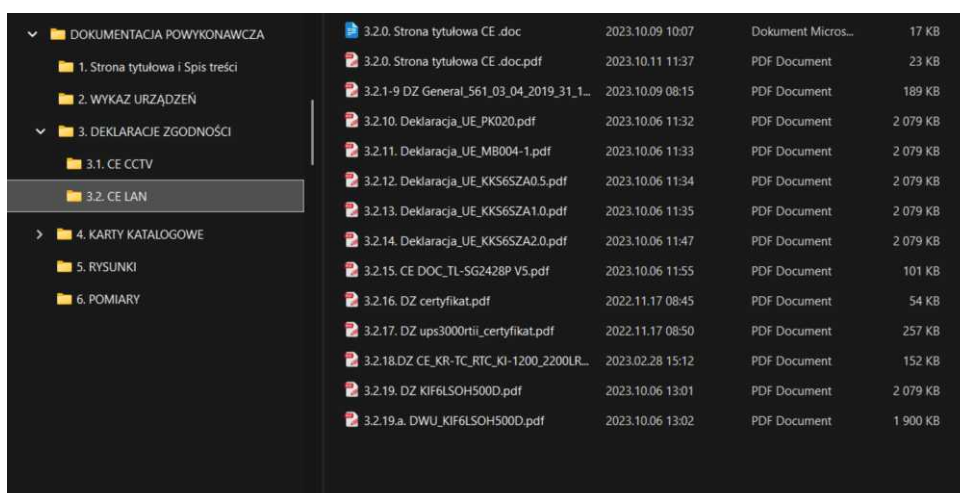 DOKUMENTACJA POWYKONAWCZA
1. Strona tytułowa i Spis treści
2. WYKAZ URZĄDZEŃ
3. DEKLARACJE ZGODNOŚCI
3.1. CE CCTV
3.2. CE LAN
4. KARTY KATALOGOWE
5. RYSUNKI
6. POMIARY
3.2.0. Strona tytułowa CE .doc 2023.10.09 10:07 Dokument Micros... 17 KB
3.2.0. Strona tytułowa CE .doc.pdf 2023.10.11 11:37 PDF Document 23 KB
3.2.1-9 DZ General_561_03_04_2019_31_1... 2023.10.09 08:15 PDF Document 189 KB
3.2.10. Deklaracja_UE_PK020.pdf 2023.10.06 11:32 PDF Document 2 079 KB
3.2.11. Deklaracja_UE_MB004-1.pdf 2023.10.06 11:33 PDF Document 2 079 KB
3.2.12. Deklaracja_UE_KKS6SZA0.5.pdf 2023.10.06 11:34 PDF Document 2 079 KB
3.2.13. Deklaracja_UE_KKS6SZA1.0.pdf 2023.10.06 11:35 PDF Document 2 079 KB
3.2.14. Deklaracja_UE_KKS6SZA2.0.pdf 2023.10.06 11:47 PDF Document 2 079 KB
3.2.15. CE DOC_TL-SG2428P V5.pdf 2023.10.06 11:55 PDF Document 101 KB
3.2.16. DZ certyfikat.pdf 2022.11.17 08:45 PDF Document 54 KB
3.2.17. DZ ups3000rtii_certyfikat.pdf 2022.11.17 08:50 PDF Document 257 KB
3.2.18.DZ CE_KR-TC_RTC_KI-1200_2200LR... 2023.02.28 15:12 PDF Document 152 KB
3.2.19. DZ KIF6LSOH500D.pdf 2023.10.06 13:01 PDF Document 2 079 KB
3.2.19.a. DWU_KIF6LSOH500D.pdf 2023.10.06 13:02 PDF Document 1 900 KB